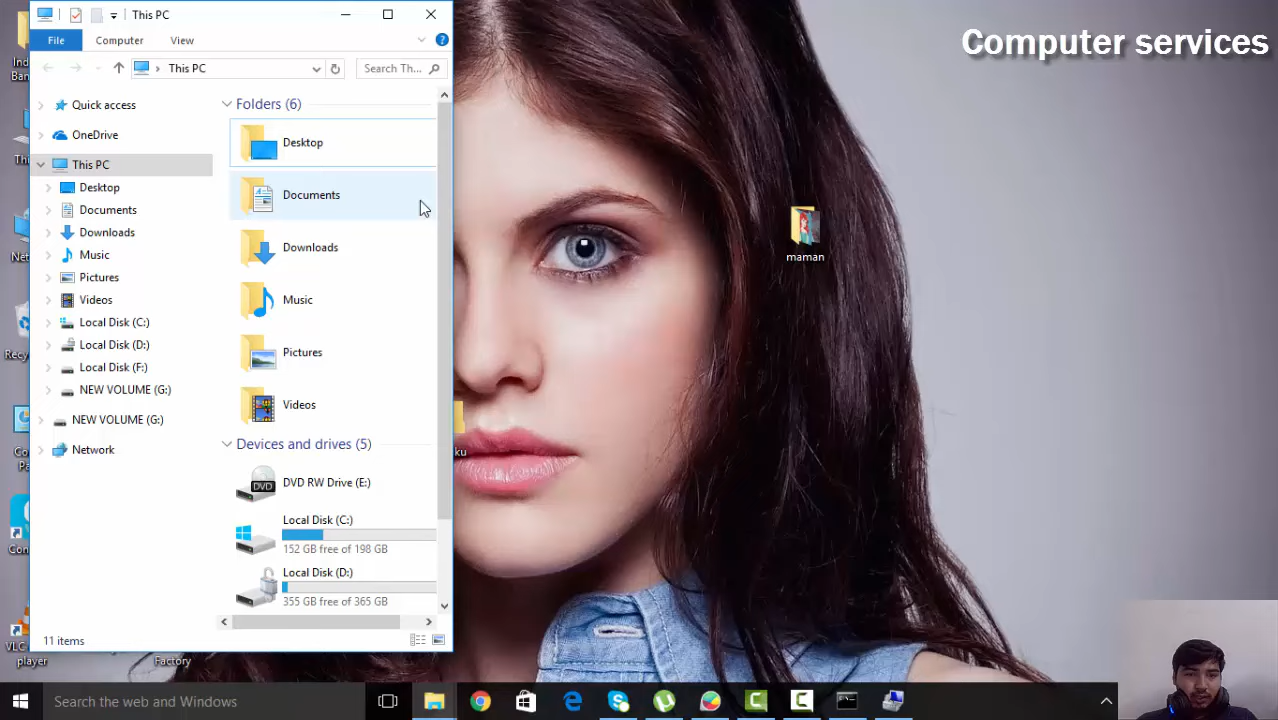 This PC
Computer services
File
Computer
View
This PC
Search Th...
Quick access
OneDrive
This PC
Desktop
Documents
Downloads
Music
Pictures
Videos
Local Disk (C:)
Local Disk (D:)
Local Disk (F:)
NEW VOLUME (G:)
NEW VOLUME (G:)
Network
Folders (6)
Desktop
Documents
Downloads
Music
Pictures
Videos
Devices and drives (5)
DVD RW Drive (E:)
DVD
Local Disk (C:)
152 GB free of 198 GB
Local Disk (D:)
355 GB free of 365 GB
11 items
maman
ku
VLC
player
Factory
Search the web and Windows